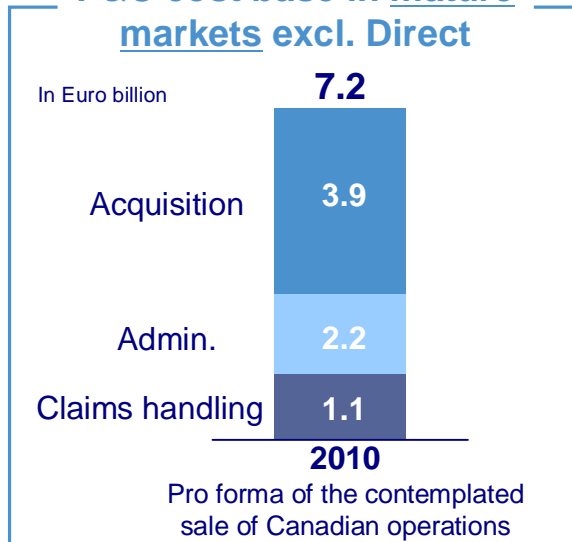 markets excl. Direct
In Euro billion
7.2
Acquisition
3.9
Admin.
2.2
Claims handling
1.1
2010
Pro forma of the contemplated
sale of Canadian operations